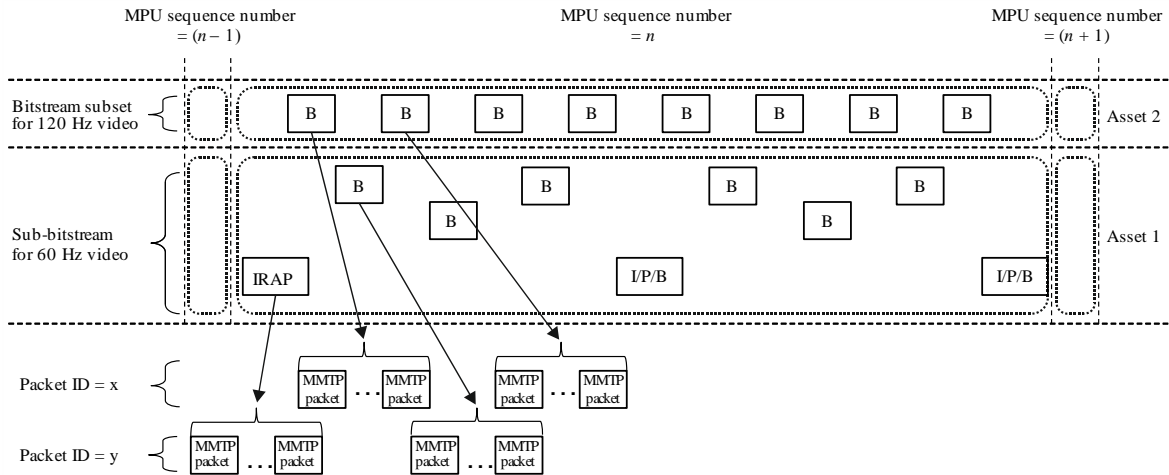 MPU sequence number
= (n – 1)
MPU sequence number
= n
MPU sequence number
= (n + 1)
Bitstream subset
for 120 Hz video
B B B B B B B B
Asset 2
B B B B
B B
Sub-bitstream
for 60 Hz video
Asset 1
IRAP I/P/B I/P/B
Packet ID = x
MMTP
packet
...
MMTP
packet
MMTP
packet
...
MMTP
packet
Packet ID = y
MMTP
packet
...
MMTP
packet
MMTP
packet
...
MMTP
packet